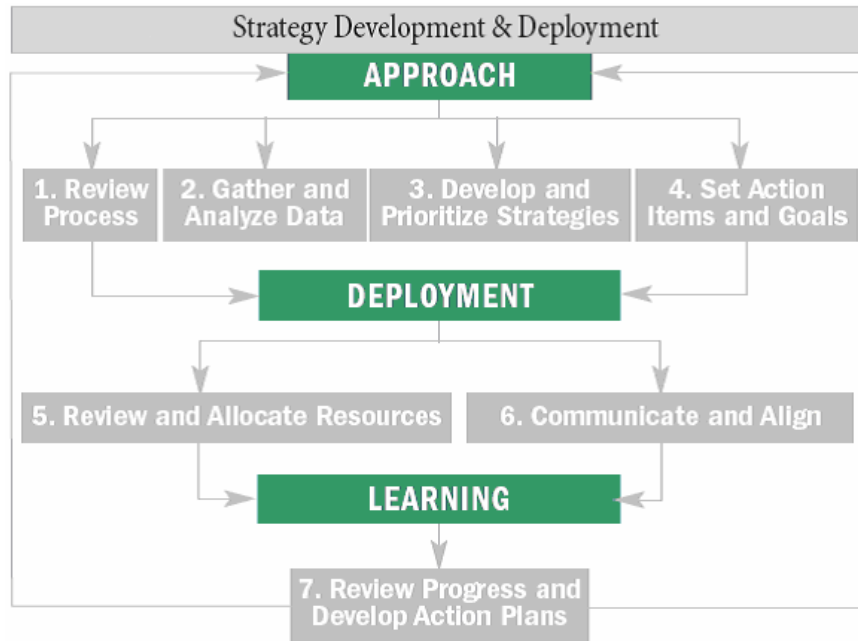 Strategy Development & Deployment
APPROACH
1. Review
Process
2. Gather and
Analyze Data
3. Develop and
Prioritize Strategies
4. Set Action
Items and Goals
DEPLOYMENT
5. Review and Allocate Resources
6. Communicate and Align
LEARNING
7. Review Progress and
Develop Action Plans